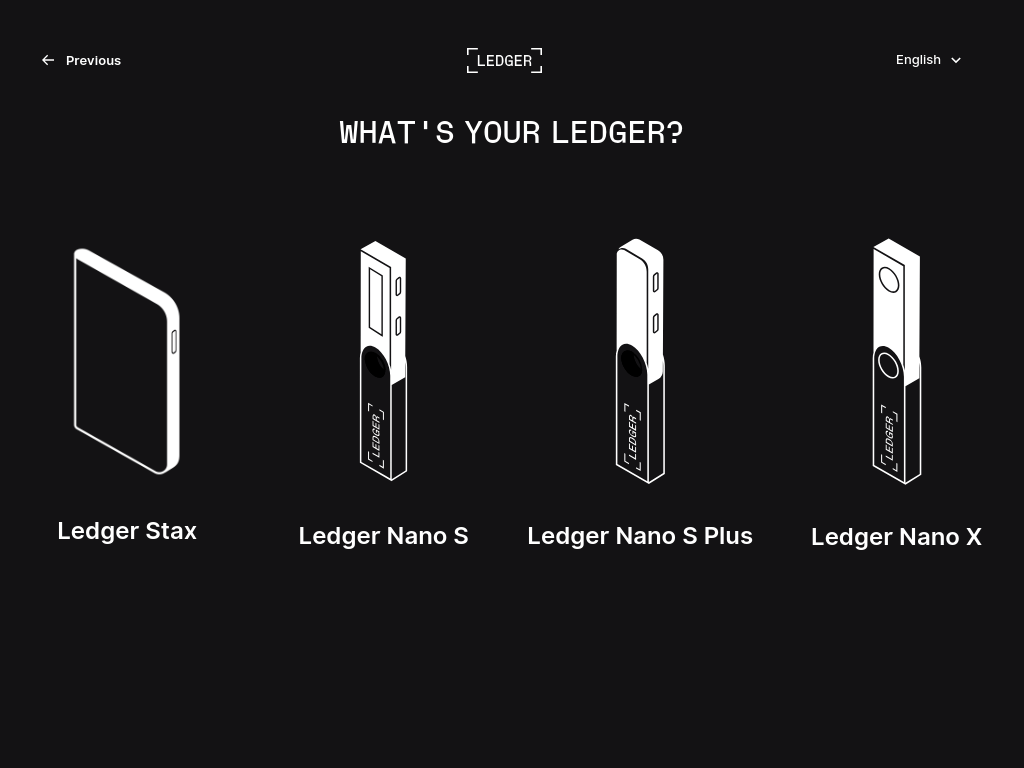 Previous
LEDGER
English
WHAT'S YOUR LEDGER?
LEDGER
LEDGER
LEDGER
Ledger Stax
Ledger Nano S
Ledger Nano S Plus
Ledger Nano X